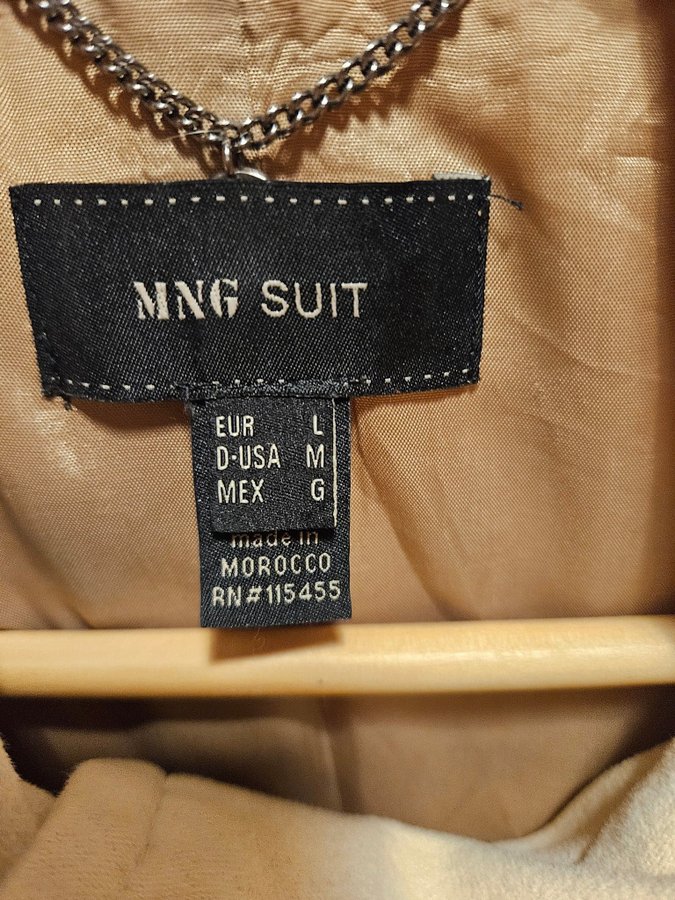 MNG SUIT
EUR L
D·USA M
MEX G
made in
MOROCCO
RN#115455